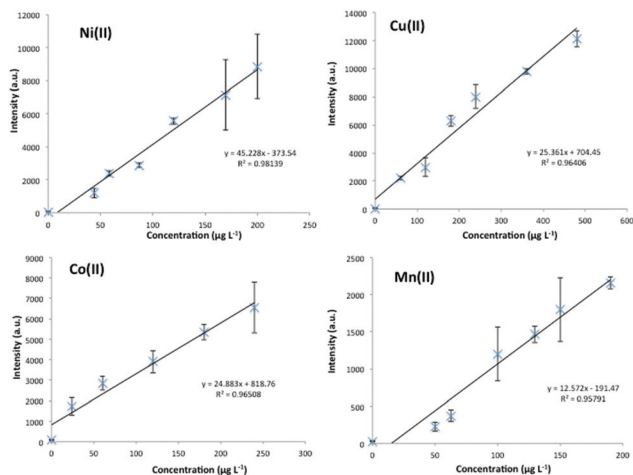 Ni(II)
Intensity (a.u.)
12000
10000
8000
6000
4000
2000
0
y = 45.228x - 373.54
R² = 0.98139
0 50 100 150 200 250
Concentration (µg L⁻¹)
Cu(II)
Intensity (a.u.)
14000
12000
10000
8000
6000
4000
2000
0
y = 25.361x + 704.45
R² = 0.96406
0 100 200 300 400 500 600
Concentration (µg L⁻¹)
Co(II)
Intensity (a.u.)
9000
8000
7000
6000
5000
4000
3000
2000
1000
0
y = 24.883x + 818.76
R² = 0.96508
0 50 100 150 200 250 300
Concentration (µg L⁻¹)
Mn(II)
Intensity (a.u.)
2500
2000
1500
1000
500
0
y = 12.572x - 191.47
R² = 0.95791
0 50 100 150 200
Concentration (µg L⁻¹)